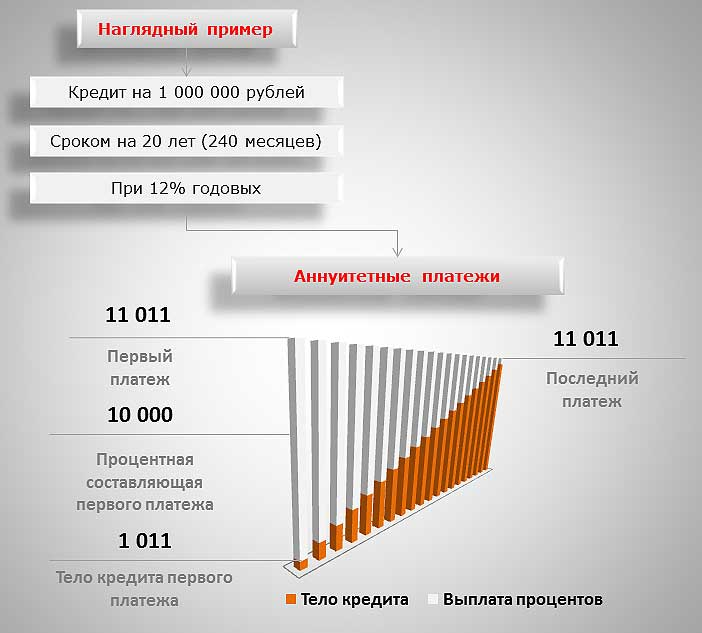 Наглядный пример
Кредит на 1 000 000 рублей
Сроком на 20 лет (240 месяцев)
При 12% годовых
Аннуитетные платежи
11 011
Первый
платеж
10 000
Процентная
составляющая
первого платежа
1 011
Тело кредита первого
платежа
11 011
Последний
платеж
Тело кредита
Выплата процентов